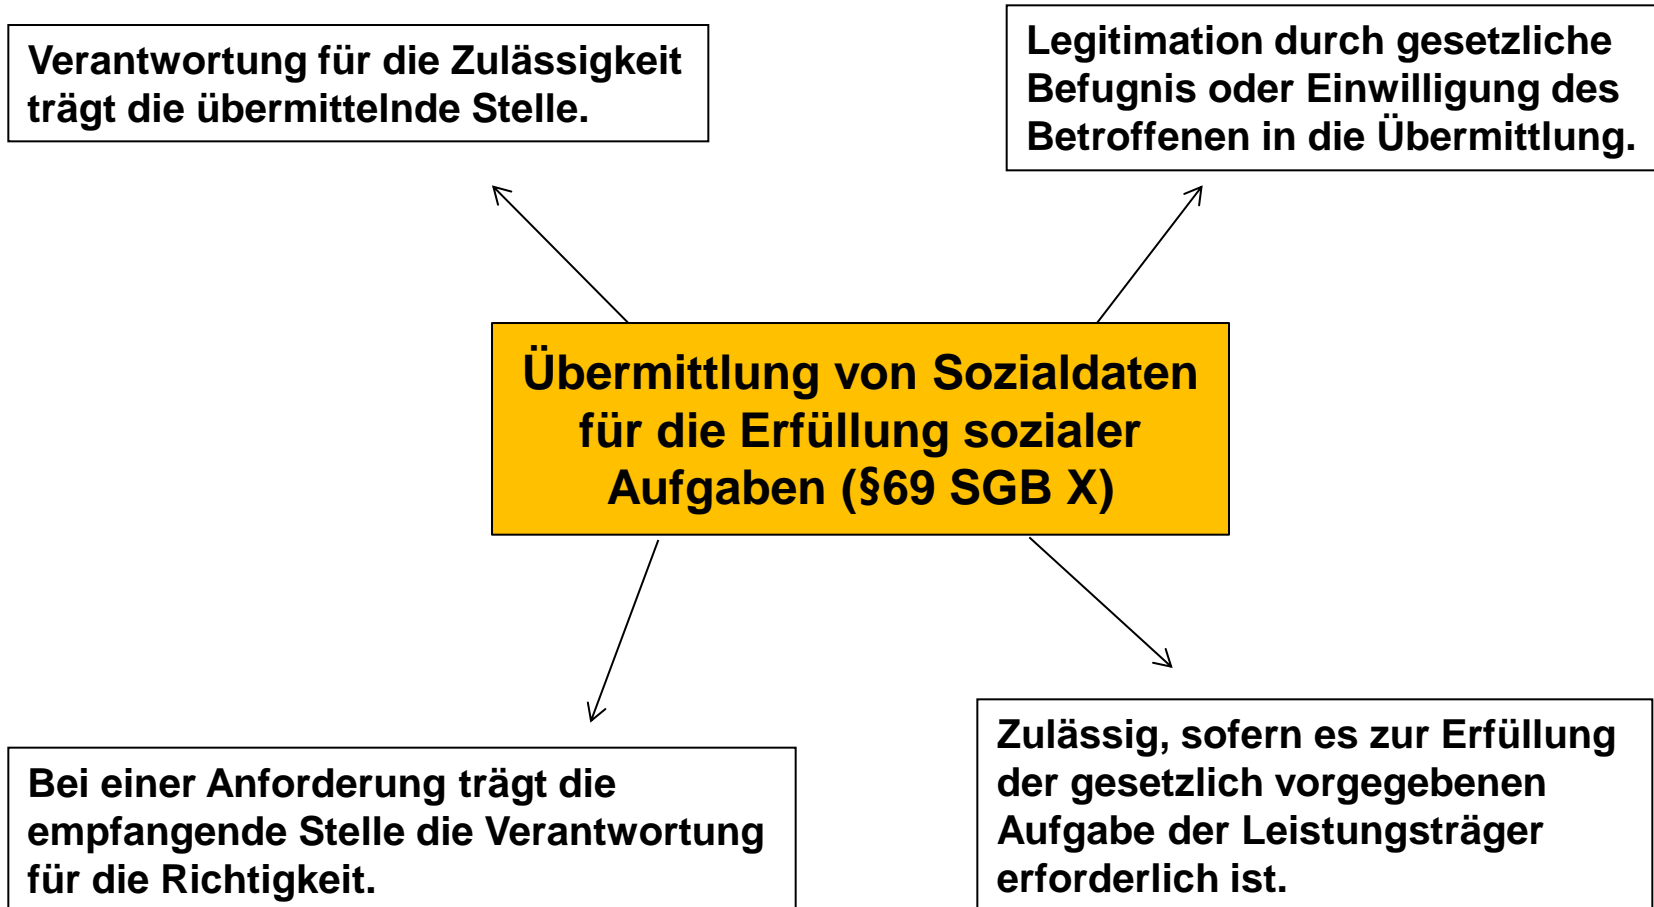 Verantwortung für die Zulässigkeit
trägt die übermittelnde Stelle.
Legitimation durch gesetzliche
Befugnis oder Einwilligung des
Betroffenen in die Übermittlung.
Übermittlung von Sozialdaten
für die Erfüllung sozialer
Aufgaben (§69 SGB X)
Bei einer Anforderung trägt die
empfangende Stelle die Verantwortung
für die Richtigkeit.
Zulässig, sofern es zur Erfüllung
der gesetzlich vorgegebenen
Aufgabe der Leistungsträger
erforderlich ist.